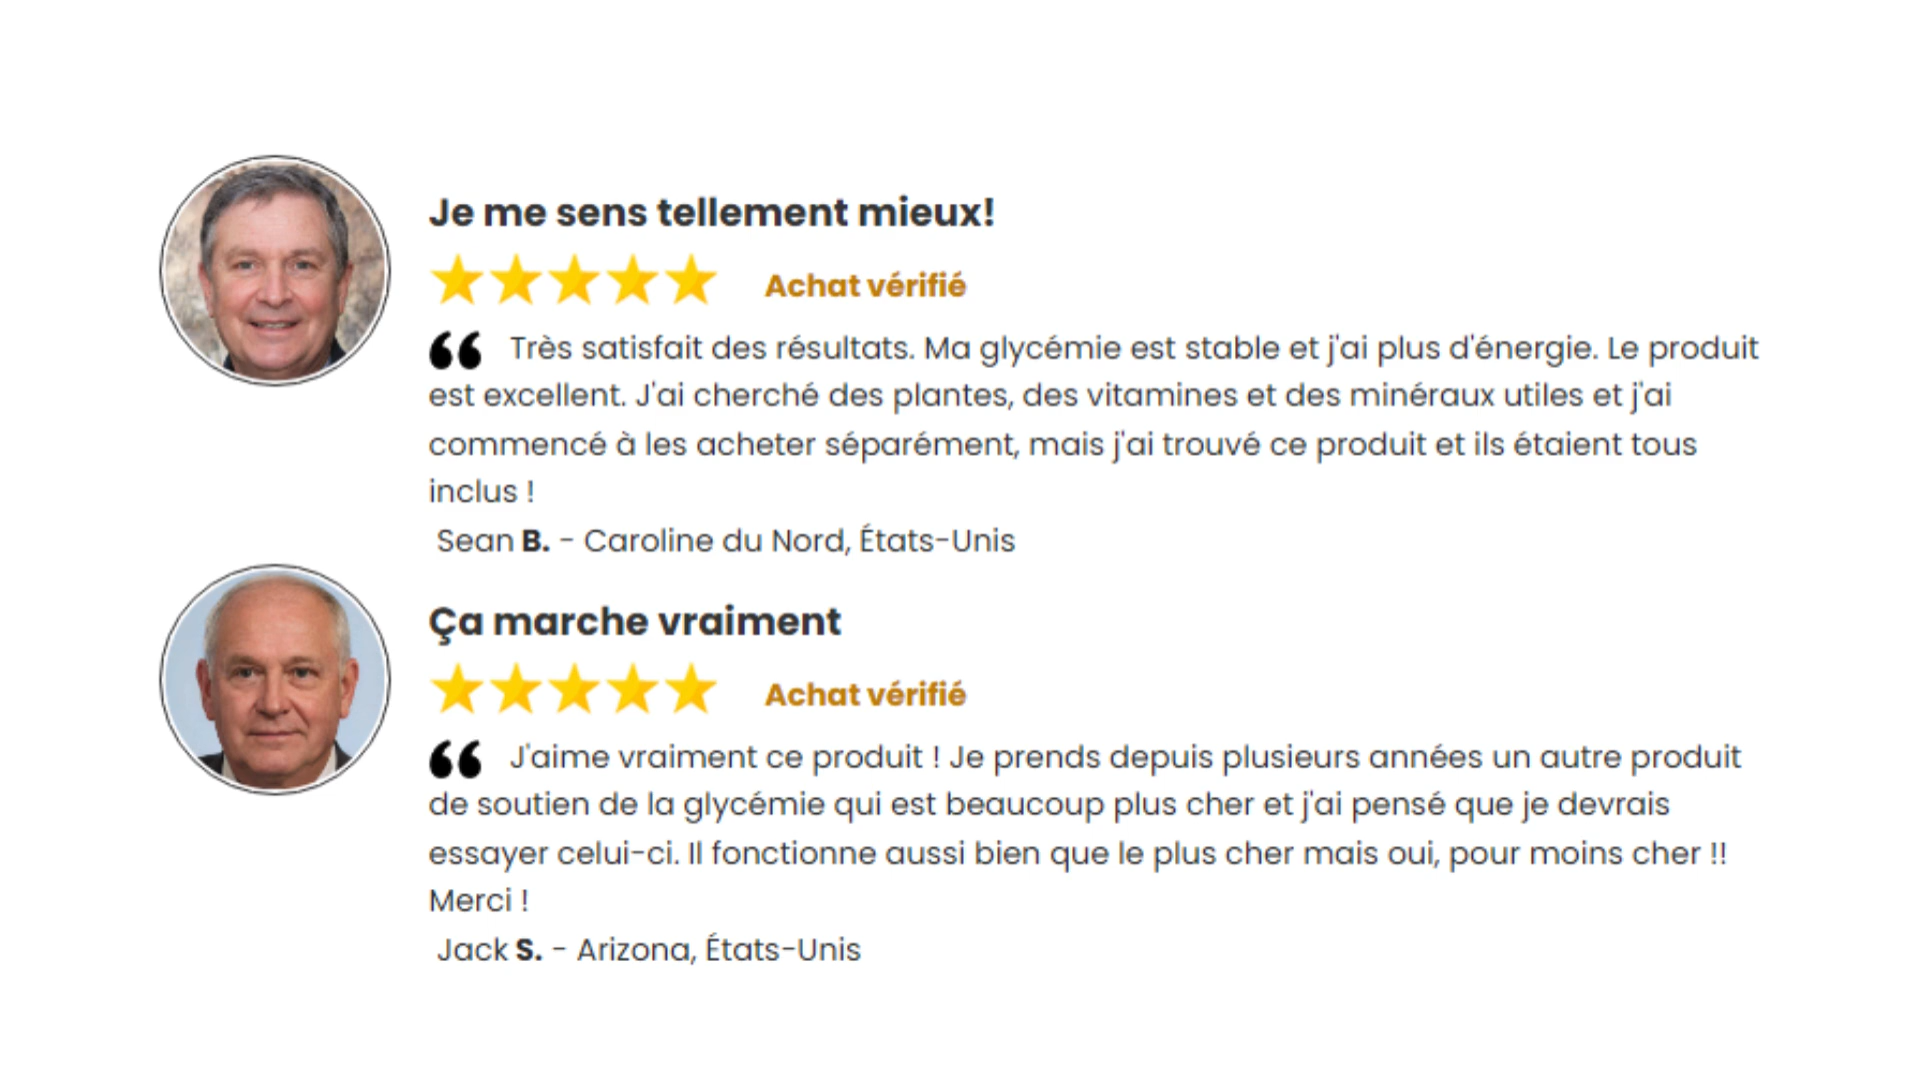 Je me sens tellement mieux!
Achat vérifié
Très satisfait des résultats. Ma glycémie est stable et j'ai plus d'énergie. Le produit
est excellent. J'ai cherché des plantes, des vitamines et des minéraux utiles et j'ai
commencé à les acheter séparément, mais j'ai trouvé ce produit et ils étaient tous
inclus !
Sean B. - Caroline du Nord, États-Unis
Ça marche vraiment
Achat vérifié
J'aime vraiment ce produit ! Je prends depuis plusieurs années un autre produit
de soutien de la glycémie qui est beaucoup plus cher et j'ai pensé que je devrais
essayer celui-ci. Il fonctionne aussi bien que le plus cher mais oui, pour moins cher !!
Merci !
Jack S. - Arizona, États-Unis